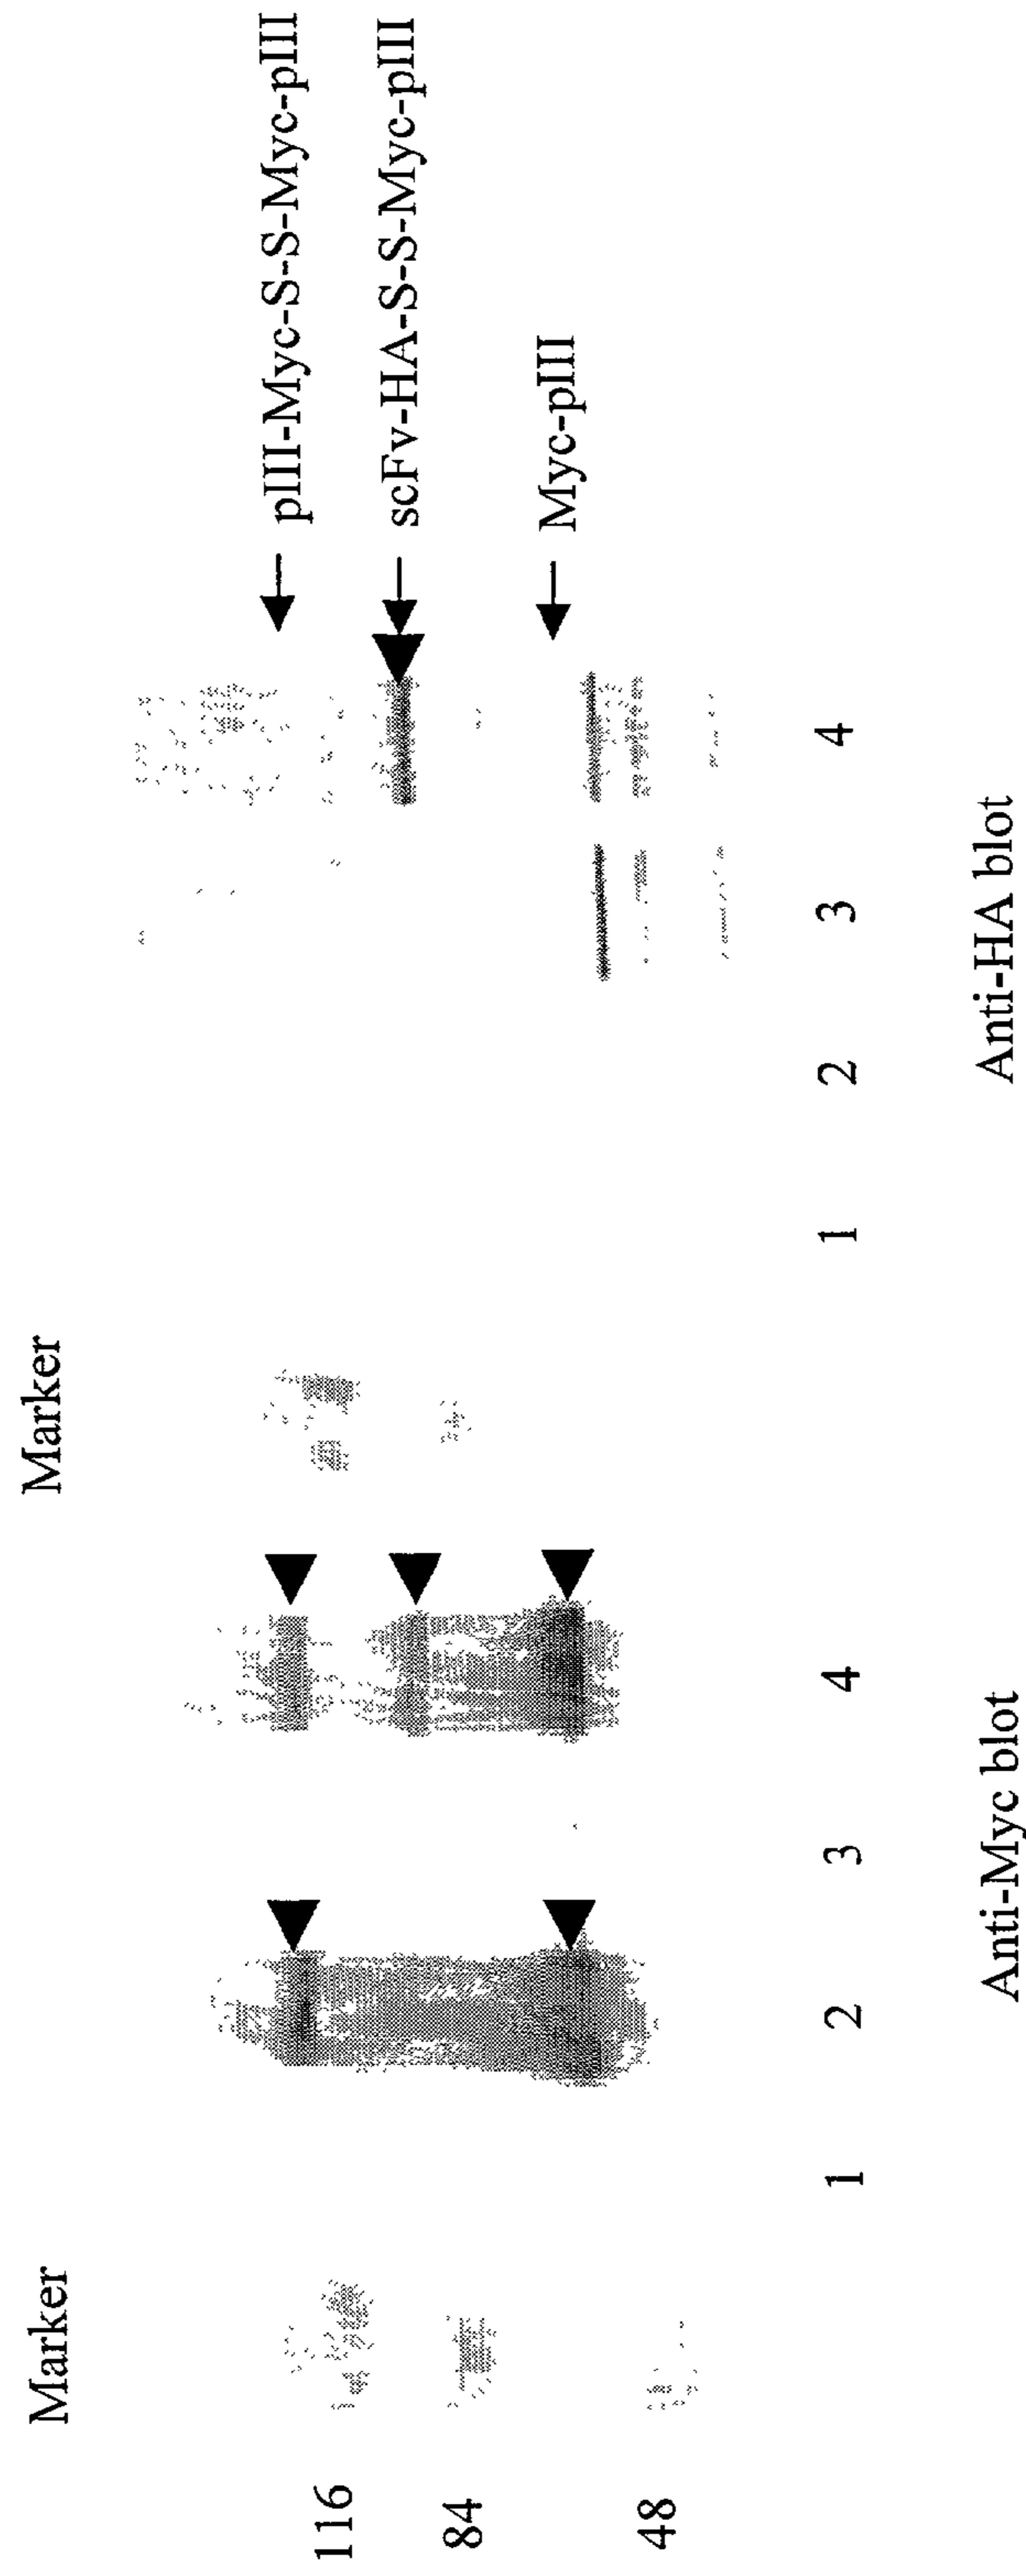 Marker
Marker
pIII-Myc-S-S-Myc-pIII
scFv-HA-S-S-Myc-pIII
Myc-pIII
116
84
48
1 2 3 4
1 2 3 4
Anti-Myc blot
Anti-HA blot